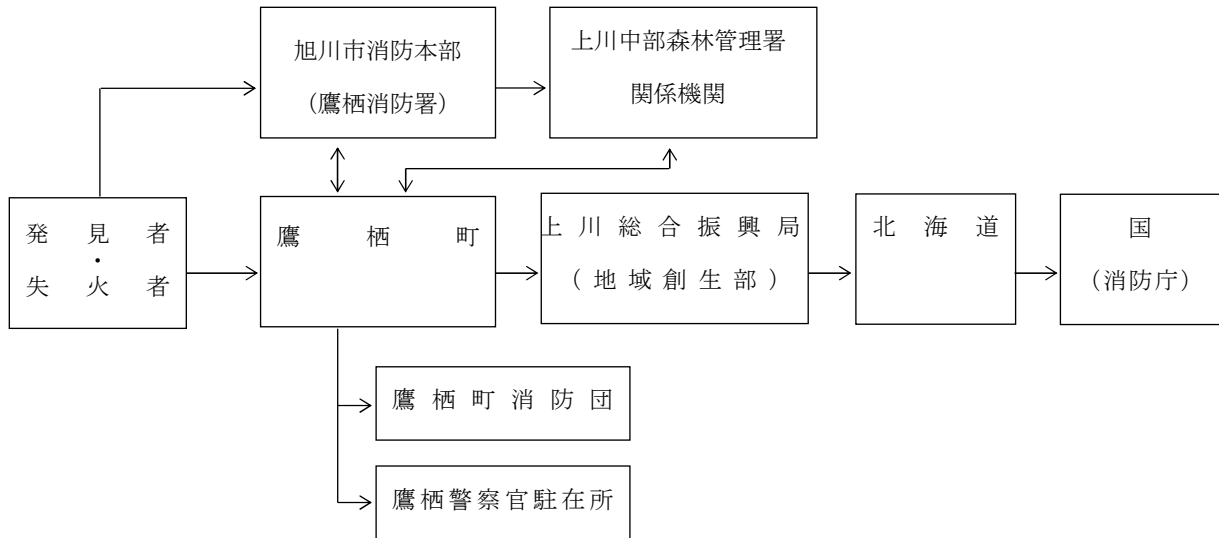 旭川市消防本部
（鷹栖消防署）
上川中部森林管理署
関係機関
発見者
・
失火者
鷹栖町
上川総合振興局
（地域創生部）
北海道
国
（消防庁）
鷹栖町消防団
鷹栖警察官駐在所